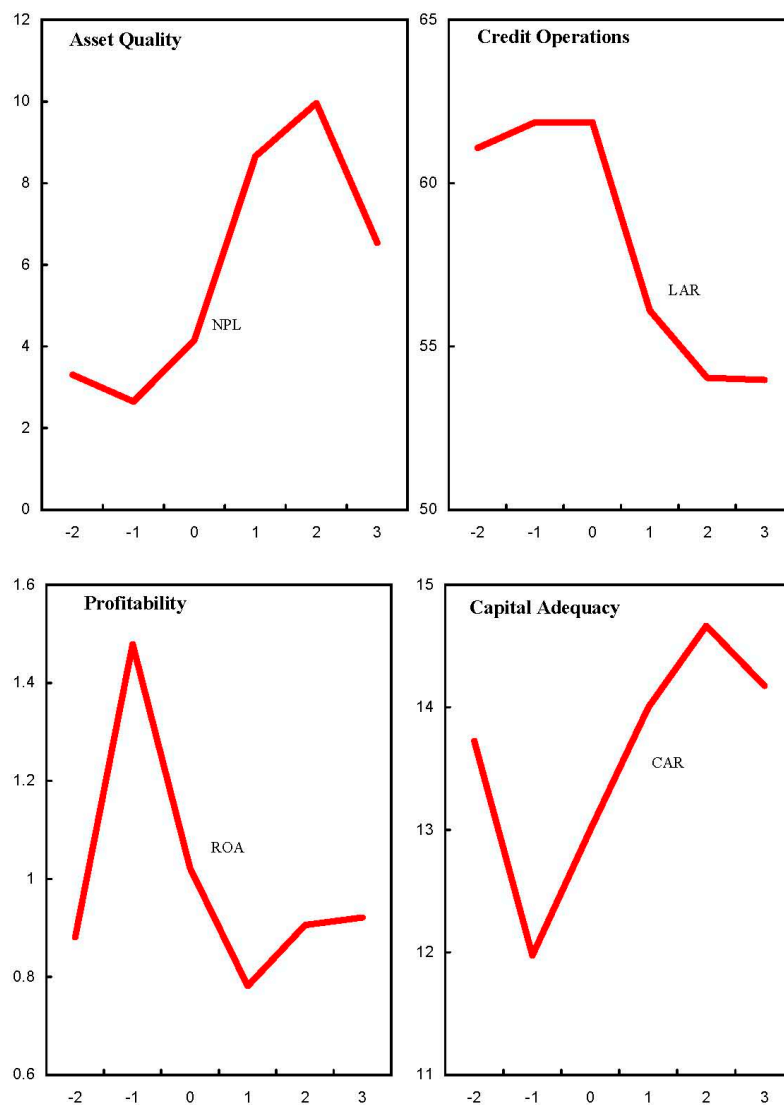 Asset Quality
12
10
8
6
4
2
0
NPL
-2 -1 0 1 2 3
Credit Operations
65
60
55
50
LAR
-2 -1 0 1 2 3
Profitability
1.6
1.4
1.2
1
0.8
0.6
ROA
-2 -1 0 1 2 3
Capital Adequacy
15
14
13
12
11
CAR
-2 -1 0 1 2 3